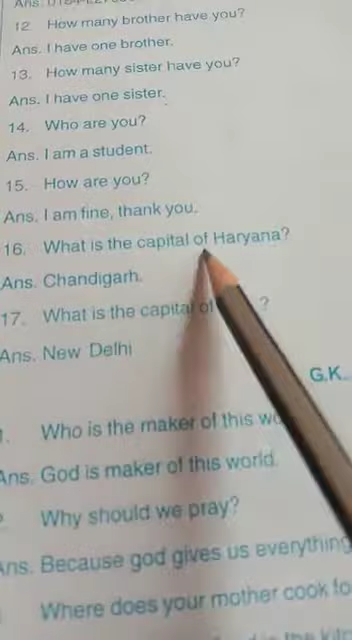 12 How many brother have you?
Ans. I have one brother.
13. How many sister have you?
Ans. I have one sister.
14. Who are you?
Ans. I am a student.
15. How are you?
Ans. I am fine, thank you.
16. What is the capital of Haryana?
Ans. Chandigarh.
17. What is the capital of ?
Ans. New Delhi
G.K.
1. Who is the maker of this
Ans. God is maker of this world.
Why should we pray?
Ans. Because god gives us everything
Where does your mother cook